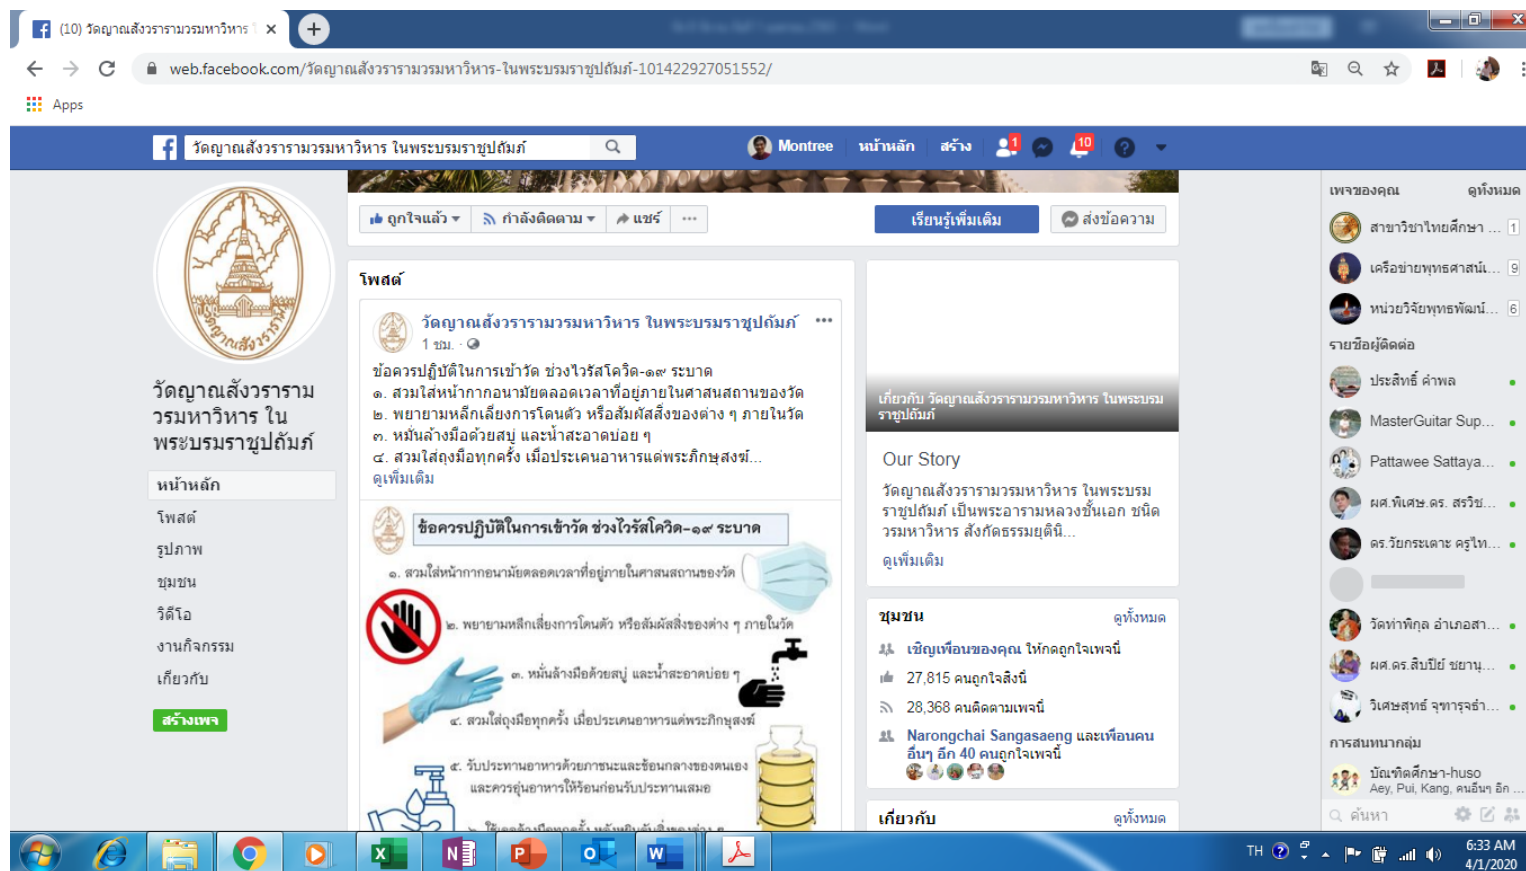 (10) วัดญาณสังวรารามวรมหาวิหาร ใ
web.facebook.com/วัดญาณสังวรารามวรมหาวิหาร-ในพระบรมราชูปถัมภ์-101422927051552/
Apps
วัดญาณสังวรารามวรมหาวิหาร ในพระบรมราชูปถัมภ์
Montree
หน้าหลัก
สร้าง
1
10
วัดญาณสังวราราม
วรมหาวิหาร ใน
พระบรมราชูปถัมภ์
หน้าหลัก
โพสต์
รูปภาพ
ชุมชน
วิดีโอ
งานกิจกรรม
เกี่ยวกับ
สร้างเพจ
ถูกใจแล้ว
กำลังติดตาม
แชร์
เรียนรู้เพิ่มเติม
ส่งข้อความ
โพสต์
วัดญาณสังวรารามวรมหาวิหาร ในพระบรมราชูปถัมภ์
1 ชม. ·
ข้อควรปฏิบัติในการเข้าวัด ช่วงไวรัสโควิด-๑๙ ระบาด
๑. สวมใส่หน้ากากอนามัยตลอดเวลาที่อยู่ภายในศาสนสถานของวัด
๒. พยายามหลีกเลี่ยงการโดนตัว หรือสัมผัสสิ่งของต่าง ๆ ภายในวัด
๓. หมั่นล้างมือด้วยสบู่ และน้ำสะอาดบ่อย ๆ
๔. สวมใส่ถุงมือทุกครั้ง เมื่อประเคนอาหารแด่พระภิกษุสงฆ์...
ดูเพิ่มเติม
ข้อควรปฏิบัติในการเข้าวัด ช่วงไวรัสโควิด-๑๙ ระบาด
๑. สวมใส่หน้ากากอนามัยตลอดเวลาที่อยู่ภายในศาสนสถานของวัด
๒. พยายามหลีกเลี่ยงการโดนตัว หรือสัมผัสสิ่งของต่าง ๆ ภายในวัด
๓. หมั่นล้างมือด้วยสบู่ และน้ำสะอาดบ่อย ๆ
๔. สวมใส่ถุงมือทุกครั้ง เมื่อประเคนอาหารแด่พระภิกษุสงฆ์
๕. รับประทานอาหารด้วยภาชนะและช้อนกลางของตนเอง
และควรอุ่นอาหารให้ร้อนก่อนรับประทานเสมอ
เกี่ยวกับ วัดญาณสังวรารามวรมหาวิหาร ในพระบรม
ราชูปถัมภ์
Our Story
วัดญาณสังวรารามวรมหาวิหาร ในพระบรม
ราชูปถัมภ์ เป็นพระอารามหลวงชั้นเอก ชนิด
วรมหาวิหาร สังกัดธรรมยุตินิ...
ดูเพิ่มเติม
ชุมชน
ดูทั้งหมด
เชิญเพื่อนของคุณ ให้กดถูกใจเพจนี้
27,815 คนถูกใจสิ่งนี้
28,368 คนติดตามเพจนี้
Narongchai Sangasaeng และเพื่อนคน
อื่นๆ อีก 40 คนถูกใจเพจนี้
เกี่ยวกับ
ดูทั้งหมด
เพจของคุณ
ดูทั้งหมด
สาขาวิชาไทยศึกษา ... 1
เครือข่ายพุทธศาสน์เ... 9
หน่วยวิจัยพุทธพัฒน์... 6
รายชื่อผู้ติดต่อ
ประสิทธิ์ คำพล
MasterGuitar Sup...
Pattawee Sattaya...
ผศ.พิเศษ.ดร. สรวิช...
ดร.วัยกระเตาะ ครูไท...
วัดท่าพิกุล อำเภอสา...
ผศ.ดร.สิบปีย์ ชยานุ...
วิเศษสุทธ์ จุฑารุจธำ...
การสนทนากลุ่ม
บัณฑิตศึกษา-huso
Aey, Pui, Kang, คนอื่นๆ อีก ...
ค้นหา
TH
6:33 AM
4/1/2020